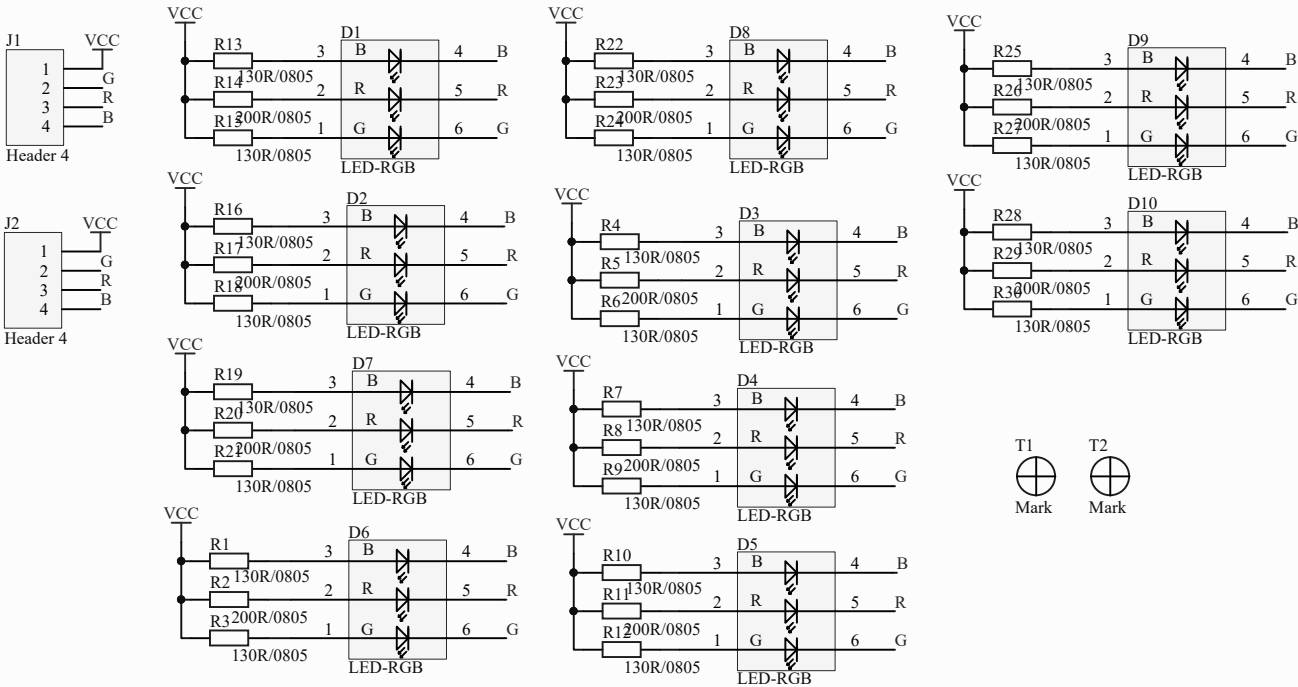 J1
VCC
1
G
2
R
3
B
4
Header 4
J2
VCC
1
G
2
R
3
B
4
Header 4
VCC
D1
R13 3 B 4 B
130R/0805
R14 2 R 5 R
200R/0805
R15 1 G 6 G
130R/0805
LED-RGB
VCC
D2
R16 3 B 4 B
130R/0805
R17 2 R 5 R
200R/0805
R18 1 G 6 G
130R/0805
LED-RGB
VCC
D7
R19 3 B 4 B
130R/0805
R20 2 R 5 R
200R/0805
R21 1 G 6 G
130R/0805
LED-RGB
VCC
D6
R1 3 B 4 B
130R/0805
R2 2 R 5 R
200R/0805
R3 1 G 6 G
130R/0805
LED-RGB
VCC
D8
R22 3 B 4 B
130R/0805
R23 2 R 5 R
200R/0805
R24 1 G 6 G
130R/0805
LED-RGB
VCC
D3
R4 3 B 4 B
130R/0805
R5 2 R 5 R
200R/0805
R6 1 G 6 G
130R/0805
LED-RGB
VCC
D4
R7 3 B 4 B
130R/0805
R8 2 R 5 R
200R/0805
R9 1 G 6 G
130R/0805
LED-RGB
VCC
D5
R10 3 B 4 B
130R/0805
R11 2 R 5 R
200R/0805
R12 1 G 6 G
130R/0805
LED-RGB
VCC
D9
R25 3 B 4 B
130R/0805
R26 2 R 5 R
200R/0805
R27 1 G 6 G
130R/0805
LED-RGB
VCC
D10
R28 3 B 4 B
130R/0805
R29 2 R 5 R
200R/0805
R30 1 G 6 G
130R/0805
LED-RGB
T1 T2
Mark Mark